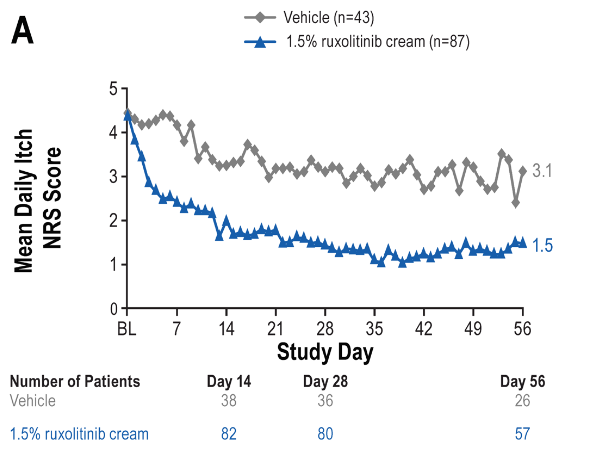 A
Vehicle (n=43)
1.5% ruxolitinib cream (n=87)
Mean Daily Itch
NRS Score
5
4
3
2
1
0
3.1
1.5
BL 7 14 21 28 35 42 49 56
Study Day
Number of Patients Day 14 Day 28 Day 56
Vehicle 38 36 26
1.5% ruxolitinib cream 82 80 57